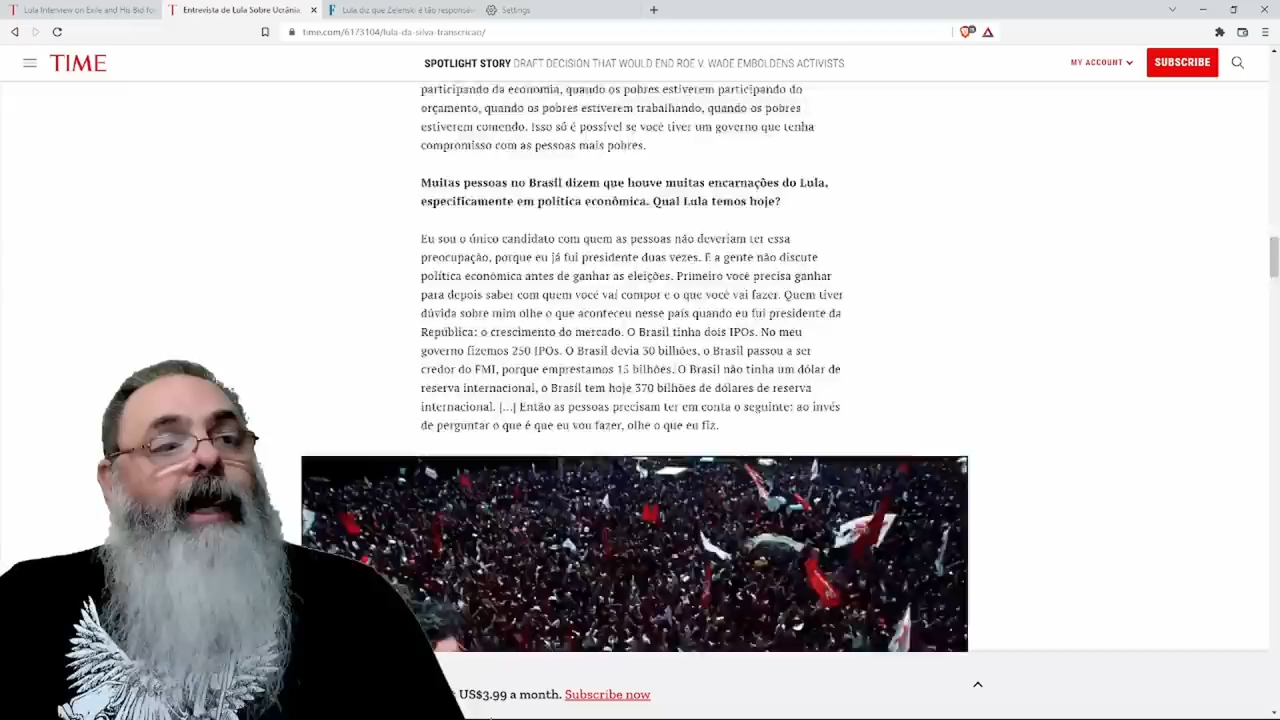 Lula Interview on Exile and His Bid fo
Entrevista de Lula Sobre Ucrânia,
Lula diz que Zelenski é tão responsáv
Settings
time.com/6173104/lula-da-silva-transcricao/
TIME
SPOTLIGHT STORY DRAFT DECISION THAT WOULD END ROE V. WADE EMBOLDENS ACTIVISTS
MY ACCOUNT
SUBSCRIBE
participando da economia, quando os pobres estiverem participando do
orçamento, quando os pobres estiverem trabalhando, quando os pobres
estiverem comendo. Isso só é possível se você tiver um governo que tenha
compromisso com as pessoas mais pobres.
Muitas pessoas no Brasil dizem que houve muitas encarnações do Lula,
especificamente em política econômica. Qual Lula temos hoje?
Eu sou o único candidato com quem as pessoas não deveriam ter essa
preocupação, porque eu já fui presidente duas vezes. E a gente não discute
política econômica antes de ganhar as eleições. Primeiro você precisa ganhar
para depois saber com quem você vai compor e o que você vai fazer. Quem tiver
dúvida sobre mim olhe o que aconteceu nesse país quando eu fui presidente da
República: o crescimento do mercado. O Brasil tinha dois IPOs. No meu
governo fizemos 250 IPOs. O Brasil devia 30 bilhões, o Brasil passou a ser
credor do FMI, porque emprestamos 15 bilhões. O Brasil não tinha um dólar de
reserva internacional, o Brasil tem hoje 370 bilhões de dólares de reserva
internacional. [...] Então as pessoas precisam ter em conta o seguinte: ao invés
de perguntar o que é que eu vou fazer, olhe o que eu fiz.
US$3.99 a month. Subscribe now